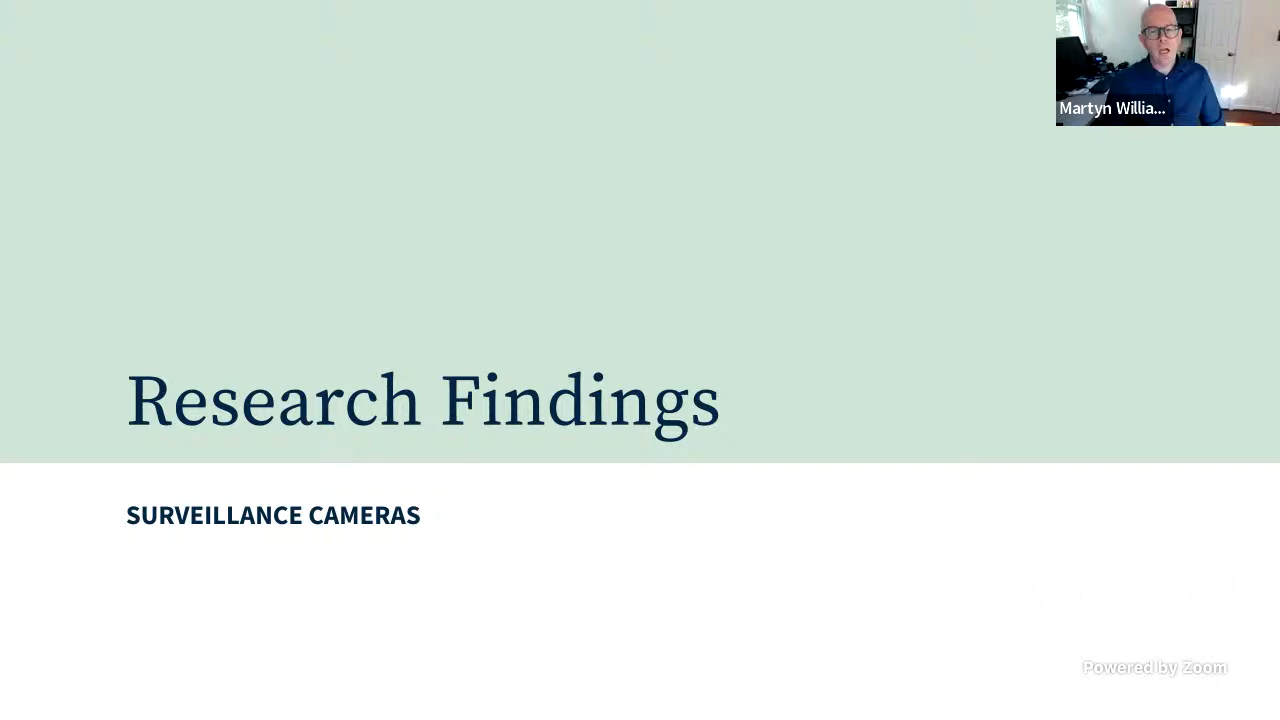 Martyn Willia...
Research Findings
SURVEILLANCE CAMERAS
Powered by Zoom